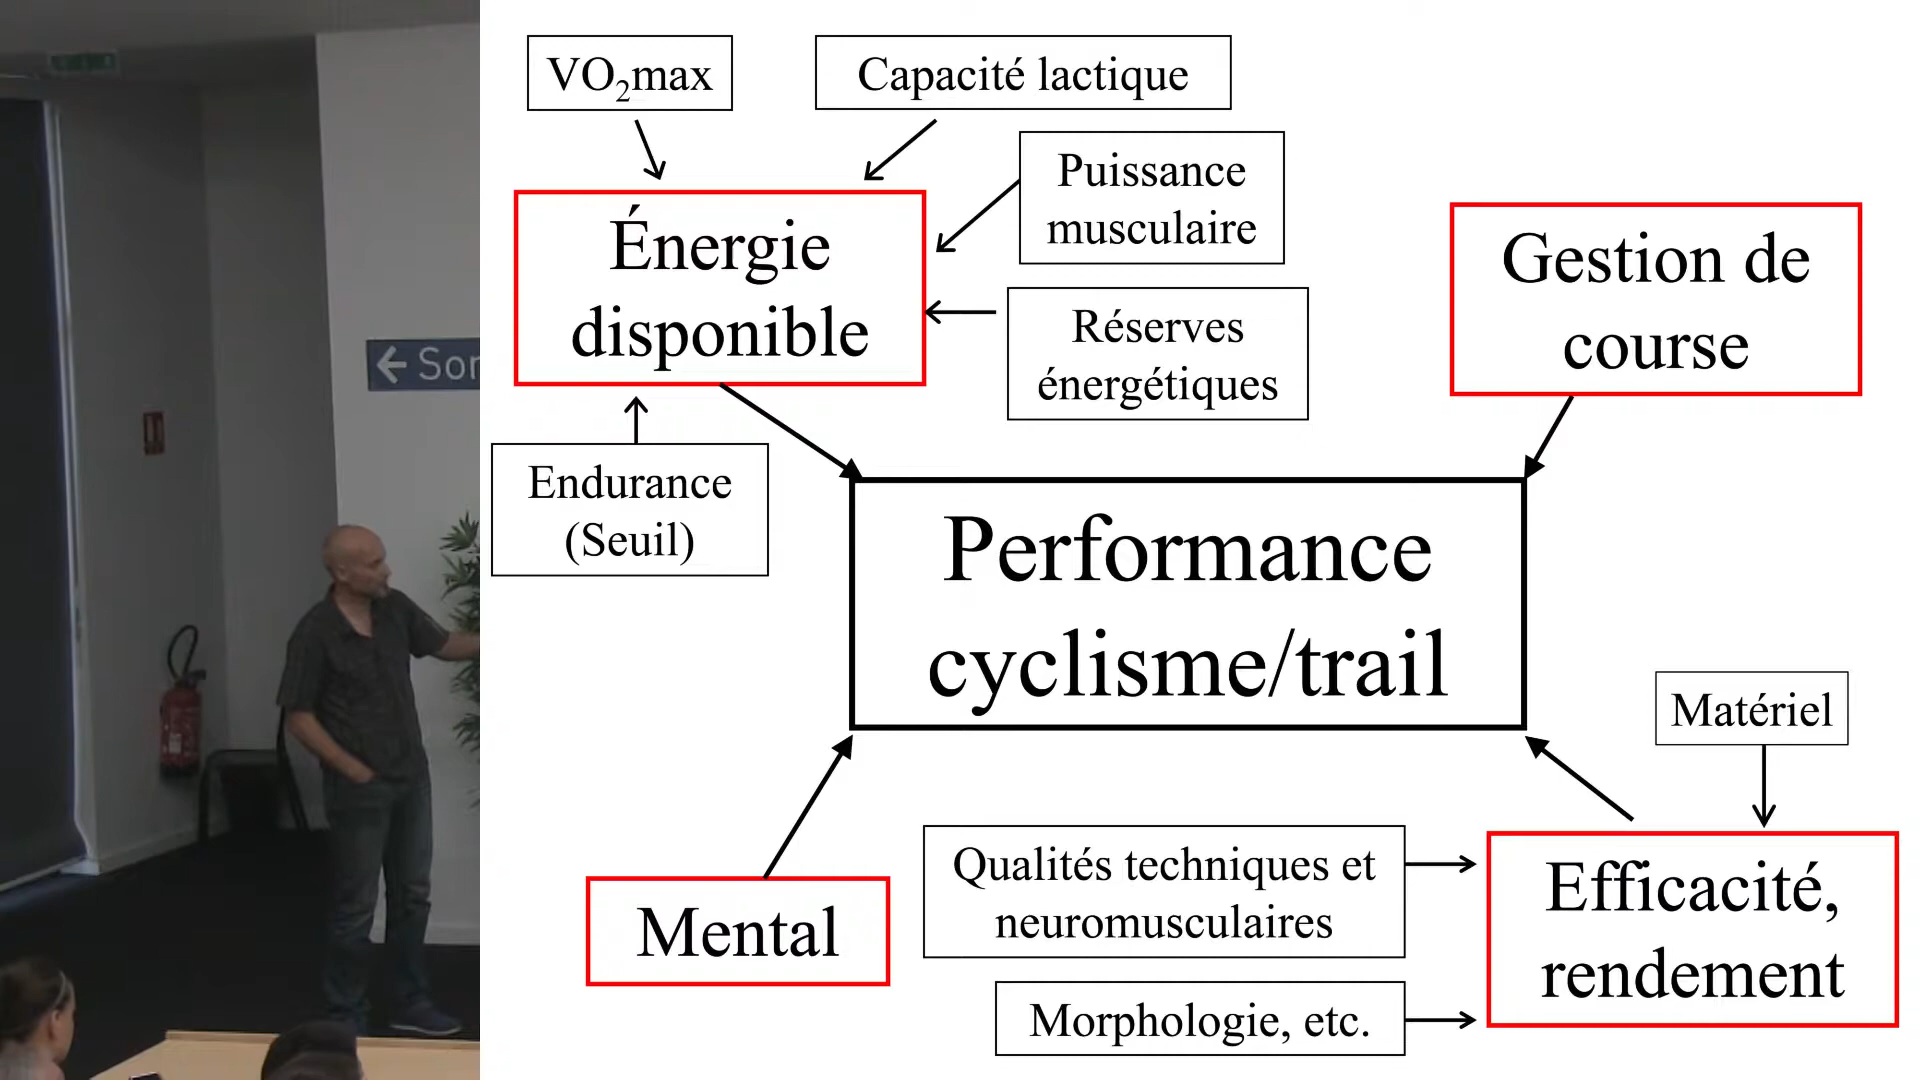 VO₂max
Capacité lactique
Puissance
musculaire
Énergie
disponible
Réserves
énergétiques
Gestion de
course
← Sor
Endurance
(Seuil)
Performance
cyclisme/trail
Matériel
Qualités techniques et
neuromusculaires
Efficacité,
rendement
Mental
Morphologie, etc.